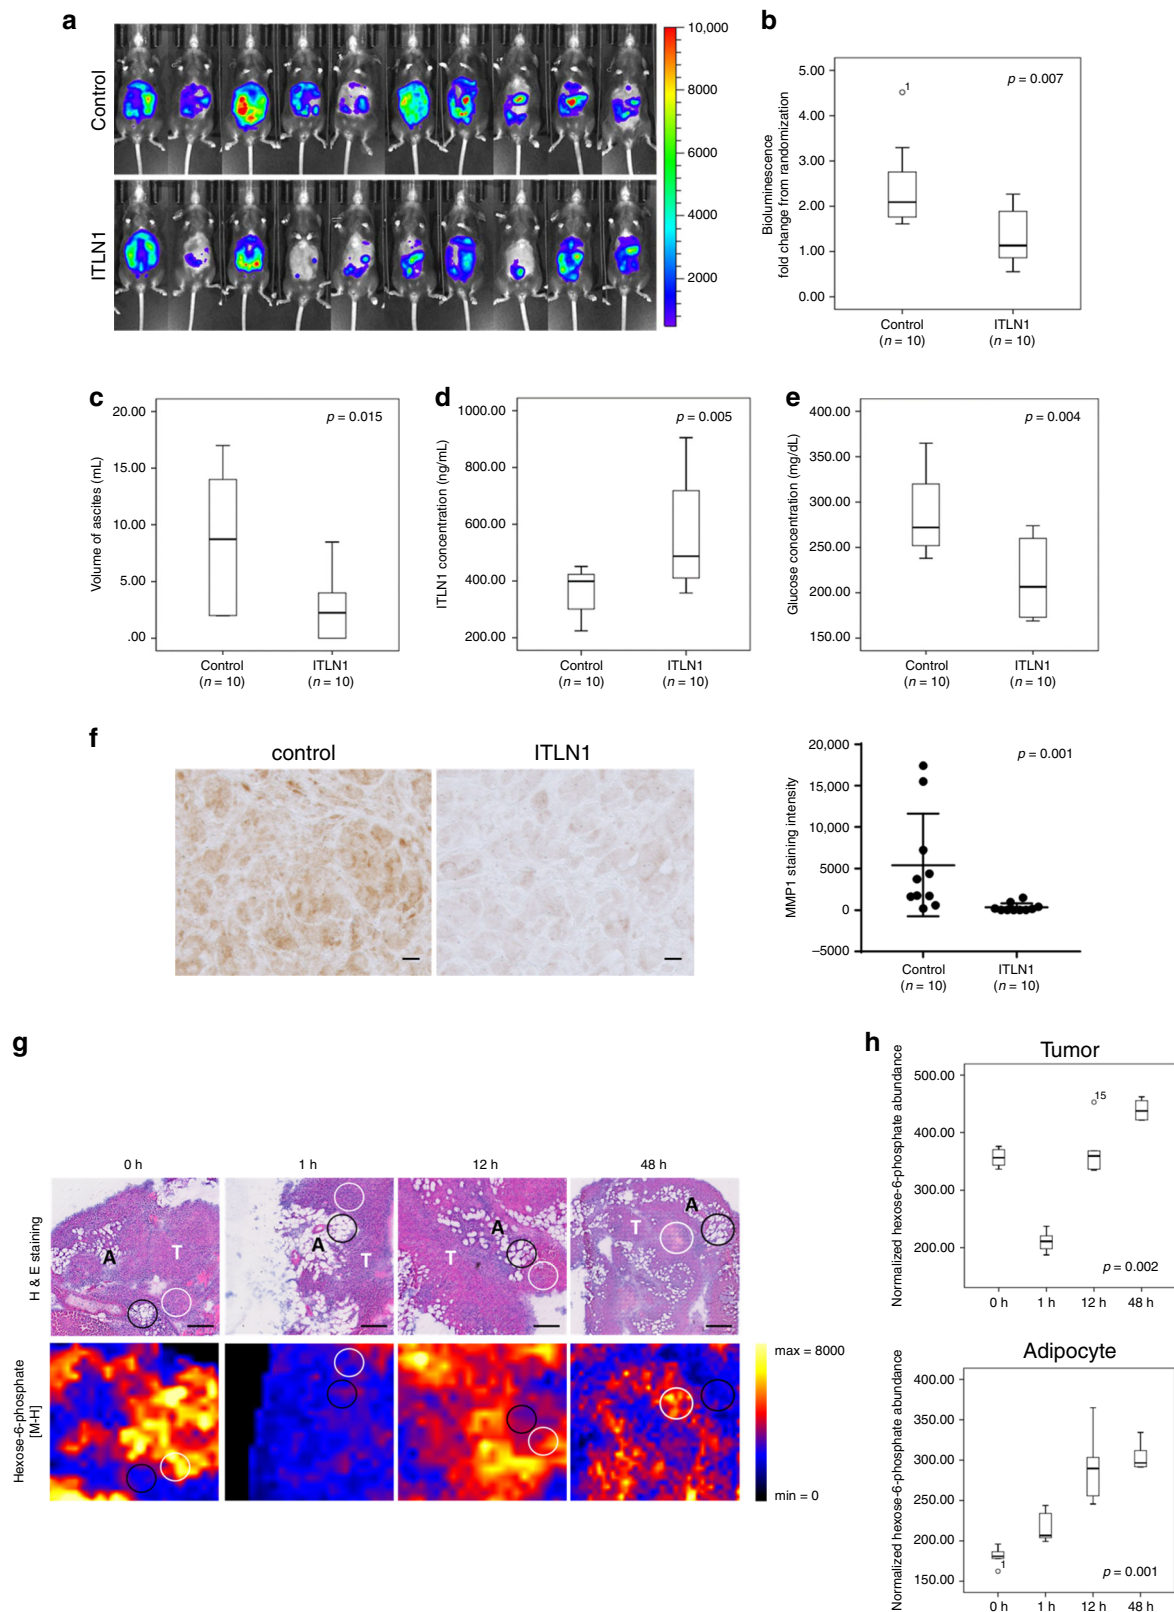 a
Control
ITLN1
10,000
8000
6000
4000
2000
b
Bioluminescence
fold change from randomization
5.00
4.00
3.00
2.00
1.00
0.00
1
p = 0.007
Control
(n = 10)
ITLN1
(n = 10)
c
Volume of ascites (mL)
20.00
15.00
10.00
5.00
.00
p = 0.015
Control
(n = 10)
ITLN1
(n = 10)
d
ITLN1 concentration (ng/mL)
1000.00
800.00
600.00
400.00
200.00
p = 0.005
Control
(n = 10)
ITLN1
(n = 10)
e
Glucose concentration (mg/dL)
400.00
350.00
300.00
250.00
200.00
150.00
p = 0.004
Control
(n = 10)
ITLN1
(n = 10)
f
control
ITLN1
MMP1 staining intensity
20,000
15,000
10,000
5000
0
–5000
p = 0.001
Control
(n = 10)
ITLN1
(n = 10)
g
0 h
1 h
12 h
48 h
H & E staining
A
T
A
T
A
T
A
T
Hexose-6-phosphate
[M-H]
max = 8000
min = 0
h
Tumor
Normalized hexose-6-phosphate abundance
500.00
400.00
300.00
200.00
15
p = 0.002
0 h
1 h
12 h
48 h
Adipocyte
Normalized hexose-6-phosphate abundance
400.00
350.00
300.00
250.00
200.00
150.00
1
p = 0.001
0 h
1 h
12 h
48 h